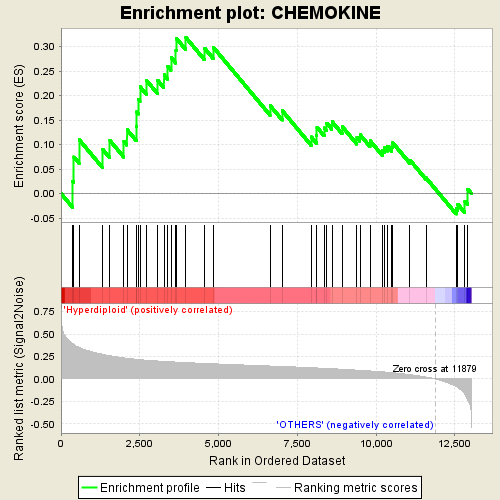 Enrichment plot: CHEMOKINE
Enrichment score (ES)
0.30
0.25
0.20
0.15
0.10
0.05
0.00
-0.05
'Hyperdiploid' (positively correlated)
Ranked list metric (Signal2Noise)
0.75
0.50
0.25
0.00
-0.25
-0.50
Zero cross at 11879
'OTHERS' (negatively correlated)
0
2,500
5,000
7,500
10,000
12,500
Rank in Ordered Dataset
Enrichment profile
Hits
Ranking metric scores